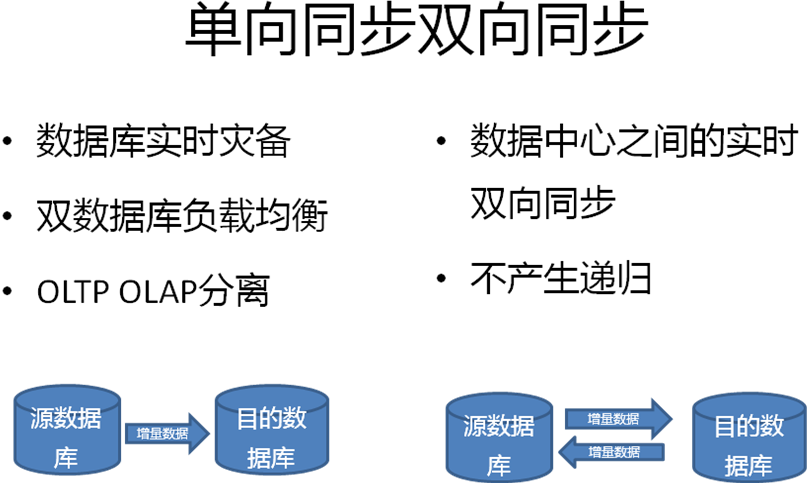 单向同步双向同步
• 数据库实时灾备
• 双数据库负载均衡
• OLTP OLAP分离
• 数据中心之间的实时
双向同步
• 不产生递归
源数据
库
增量数据
目的数
据库
源数据
库
增量数据
增量数据
目的数
据库